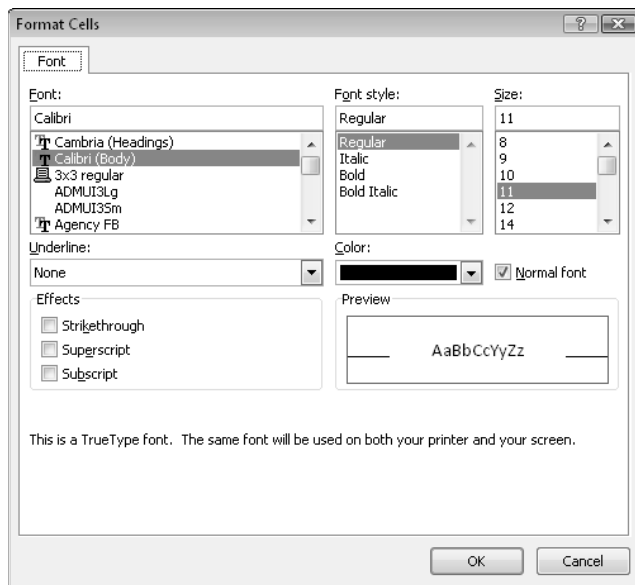 Format Cells
Font
Font:
Calibri
Cambria (Headings)
Calibri (Body)
3x3 regular
ADMUI3Lg
ADMUI3Sm
Agency FB
Font style:
Regular
Regular
Italic
Bold
Bold Italic
Size:
11
8
9
10
11
12
14
Underline:
None
Color:
Normal font
Effects
Strikethrough
Superscript
Subscript
Preview
AaBbCcYyZz
This is a TrueType font.  The same font will be used on both your printer and your screen.
OK
Cancel